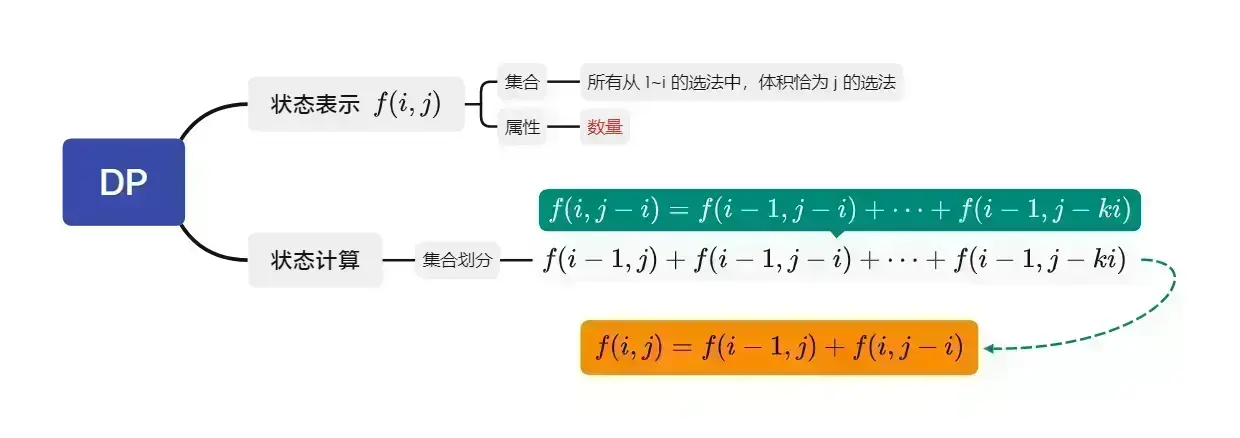 DP
状态表示 f(i, j)
集合
所有从 1~i 的选法中，体积恰为 j 的选法
属性
数量
状态计算
集合划分
f(i, j − i) = f(i − 1, j − i) + ⋯ + f(i − 1, j − ki)
f(i − 1, j) + f(i − 1, j − i) + ⋯ + f(i − 1, j − ki)
f(i, j) = f(i − 1, j) + f(i, j − i)